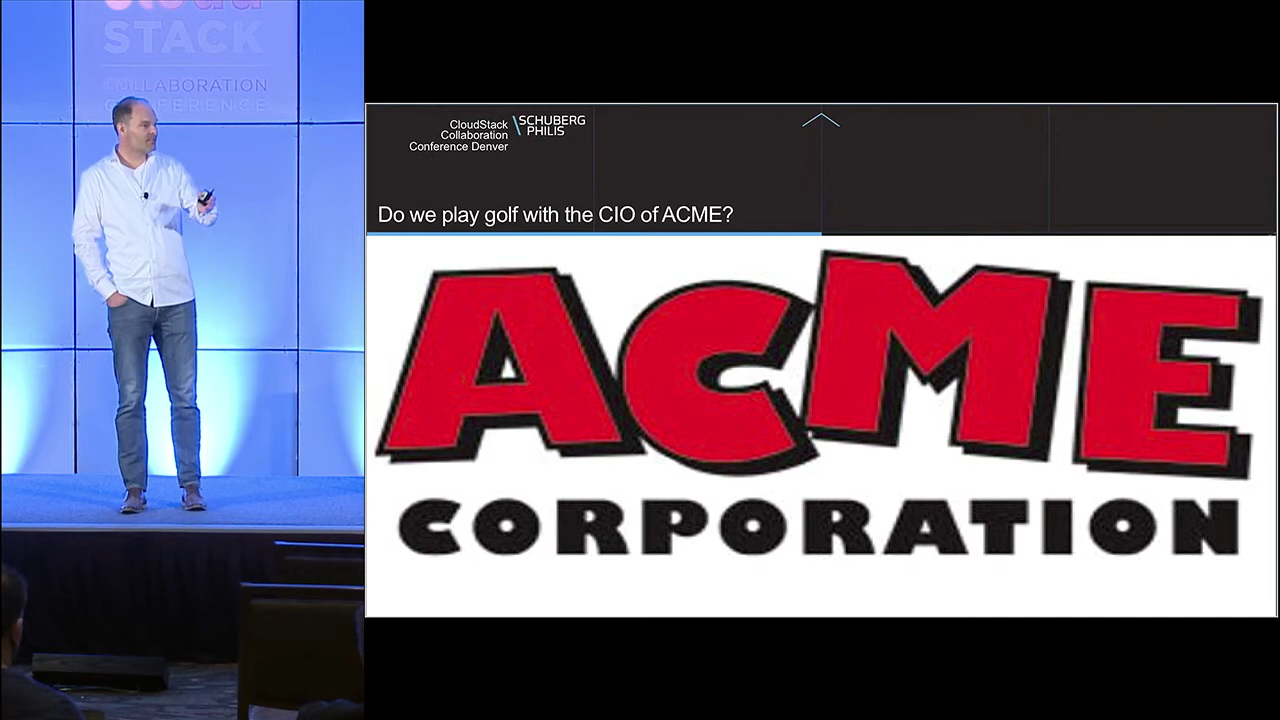 STACK
COLLABORATION
CONFERENCE
CloudStack
Collaboration
Conference Denver
SCHUBERG
PHILIS
Do we play golf with the CIO of ACME?
ACME
CORPORATION